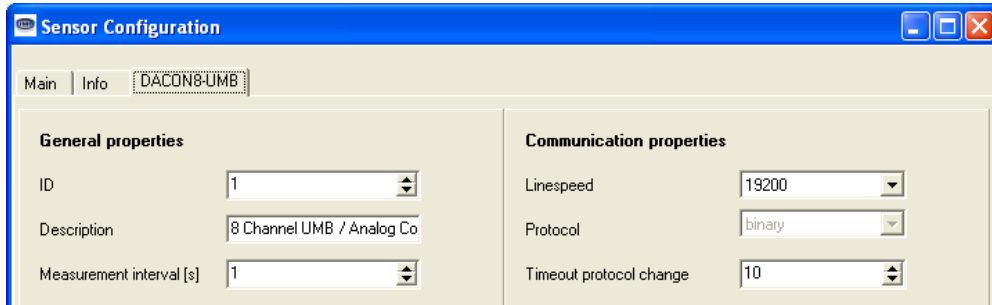 Sensor Configuration
Main Info DACON8-UMB
General properties
ID 1
Description 8 Channel UMB / Analog Co
Measurement interval [s] 1
Communication properties
Linespeed 19200
Protocol binary
Timeout protocol change 10